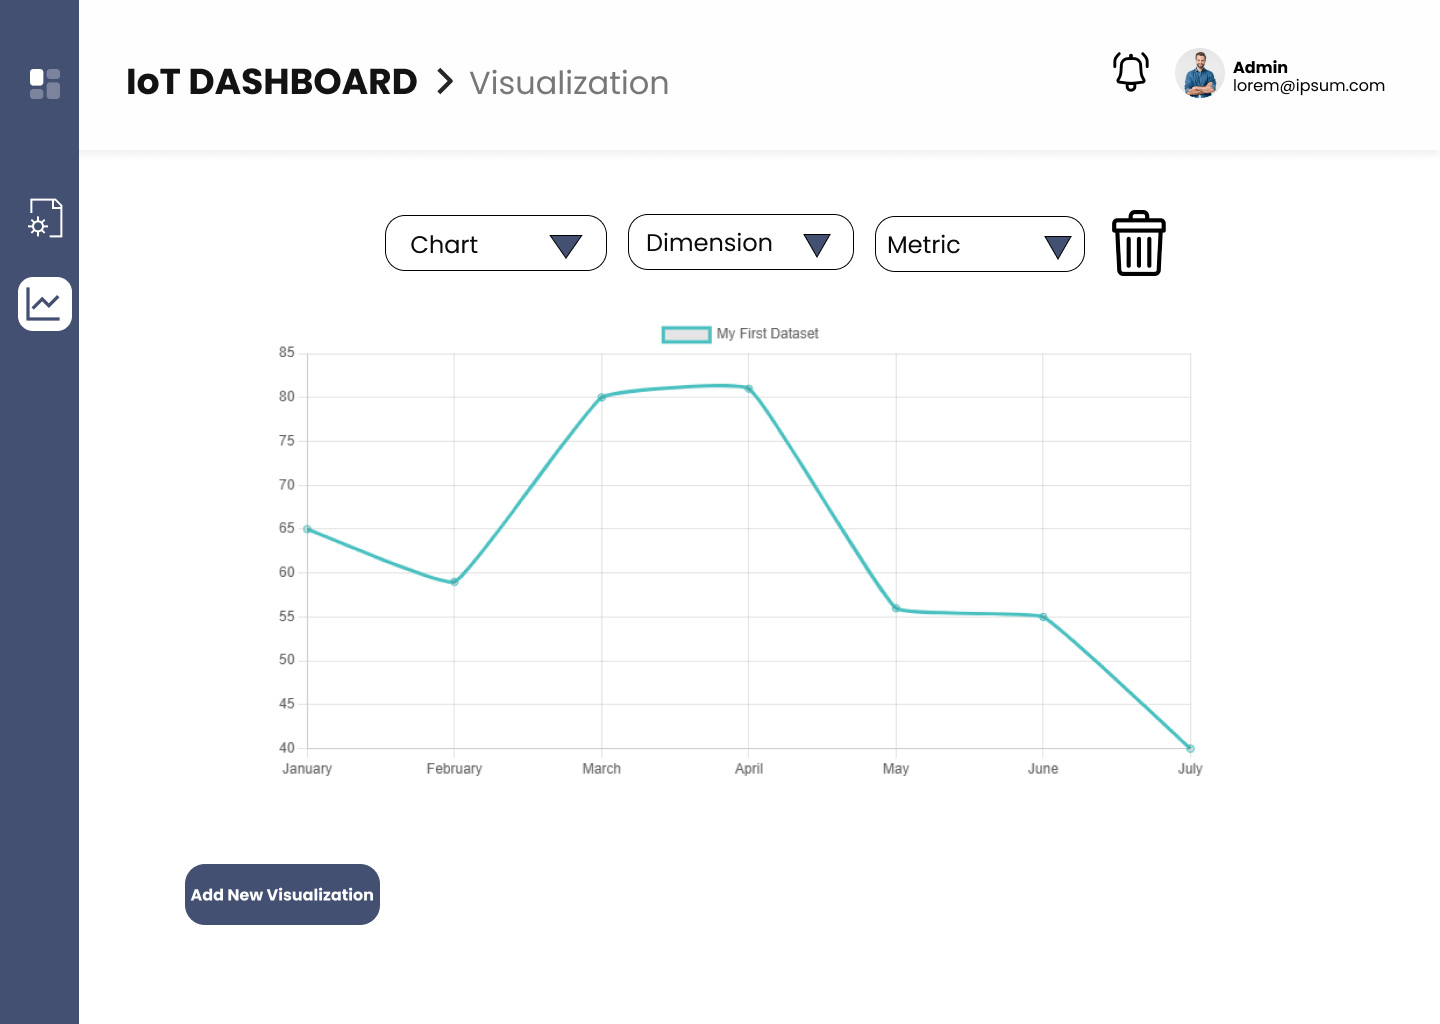 IoT DASHBOARD
Visualization
Admin
lorem@ipsum.com
Chart
Dimension
Metric
My First Dataset
85
80
75
70
65
60
55
50
45
40
January
February
March
April
May
June
July
Add New Visualization